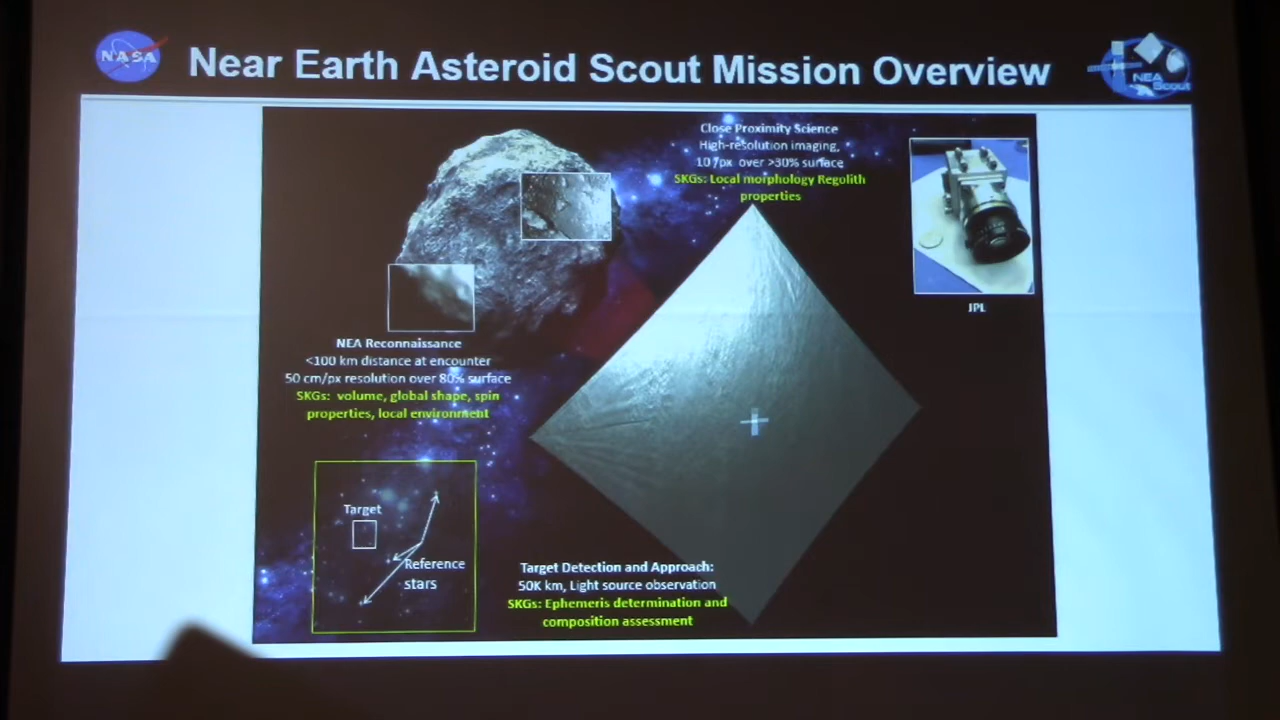 NASA
Near Earth Asteroid Scout Mission Overview
NEA
Scout
Close Proximity Science
High-resolution imaging,
10 /px over >30% surface
SKGs: Local morphology Regolith
properties
JPL
NEA Reconnaissance
<100 km distance at encounter
50 cm/px resolution over 80% surface
SKGs: volume, global shape, spin
properties, local environment
Target
Reference
stars
Target Detection and Approach:
50K km, Light source observation
SKGs: Ephemeris determination and
composition assessment